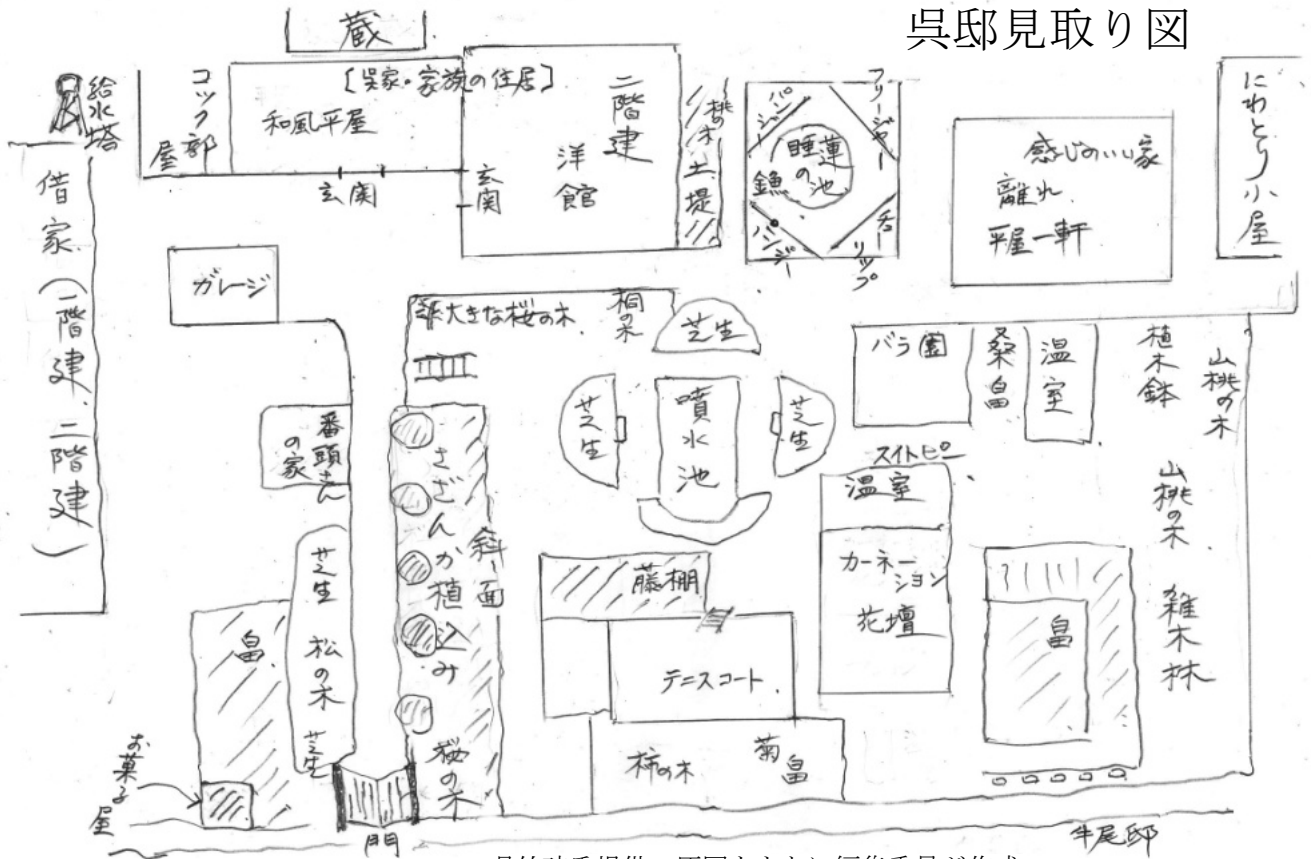 呉邸見取り図
蔵
給水塔
コック部屋
[呉家・家族の住居]
和風平屋
玄関
玄関
二階建
洋館
桃の木土堤
パンジー
フリージャー
睡蓮の池
金魚
パンジー
チューリップ
感じのいい家
離れ
平屋一軒
にわとり小屋
借家(一階建、二階建)
ガレージ
大きな桜の木
桐の木
芝生
芝生
噴水池
芝生
バラ園
桑畠
温室
植木鉢
山桃の木
番頭さんの家
さざんか植込み
斜面
スイトピー
温室
カーネーション
花壇
山桃の木
雑木林
芝生
松の木
芝生
畠
藤棚
テニスコート
畠
お菓子屋
門
桜の木
柿の木
菊畠
牛尾邸